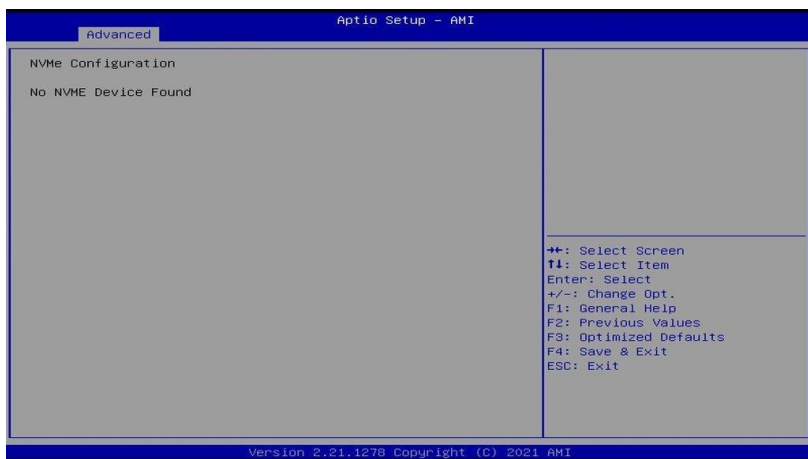 Aptio Setup – AMI
Advanced
NVMe Configuration
No NVME Device Found
→←: Select Screen
↑↓: Select Item
Enter: Select
+/-: Change Opt.
F1: General Help
F2: Previous Values
F3: Optimized Defaults
F4: Save & Exit
ESC: Exit
Version 2.21.1278 Copyright (C) 2021 AMI